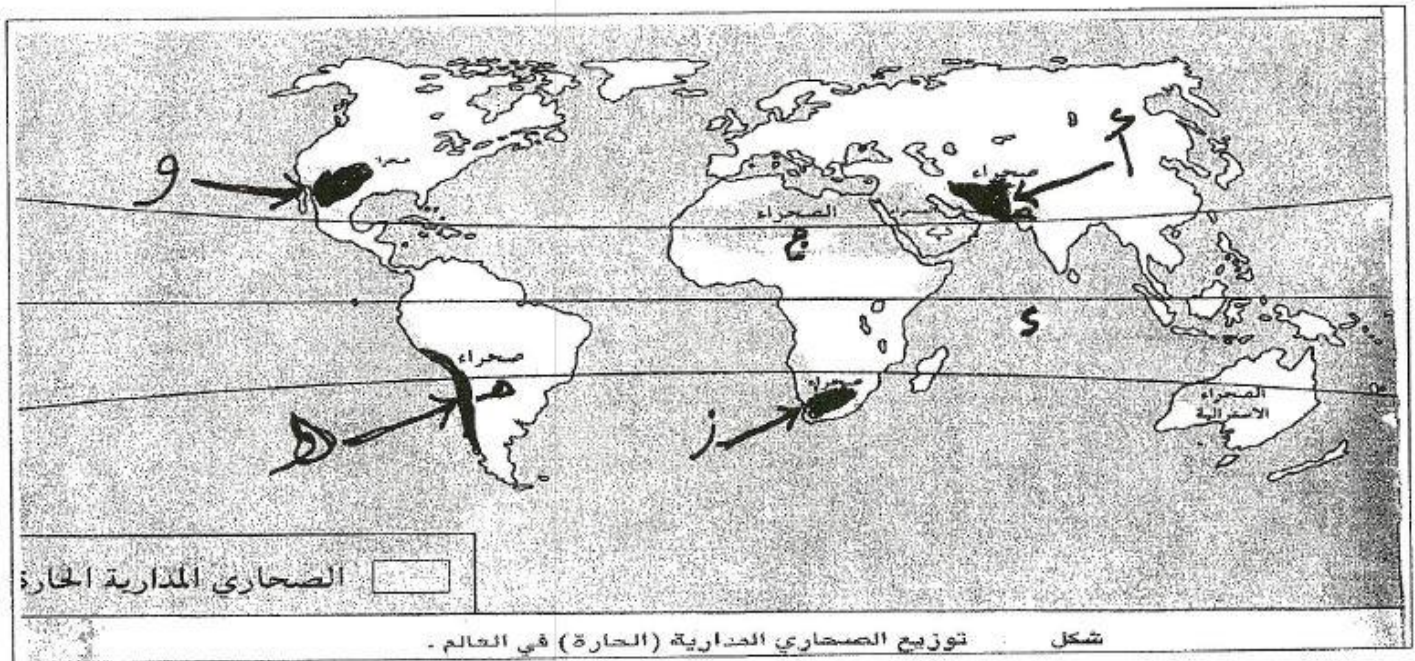 و
صحراء
أ
صحراء
الصحراء
ج
صحراء
هـ
صحراء
ز
د
الصحراء
الاسترالية
الصحاري المدارية الحارة
شكل توزيع الصحاري المدارية (الحارة) في العالم .